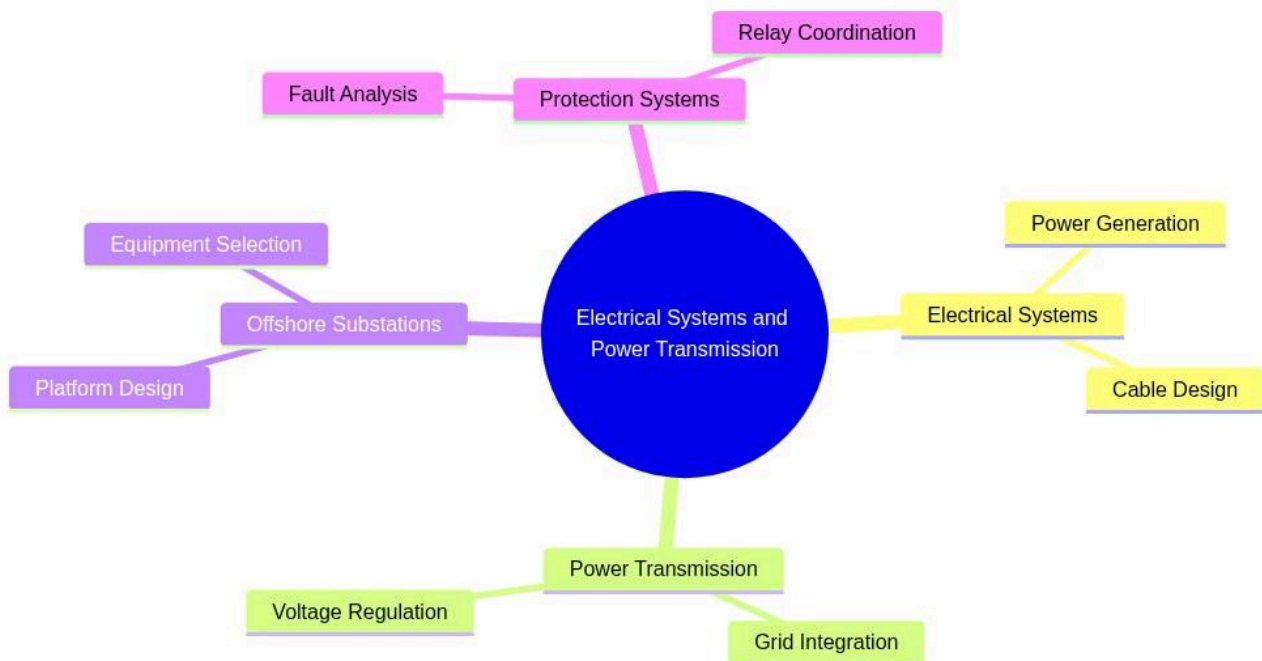 Relay Coordination
Fault Analysis
Protection Systems
Equipment Selection
Power Generation
Offshore Substations
Electrical Systems and
Power Transmission
Electrical Systems
Platform Design
Cable Design
Power Transmission
Voltage Regulation
Grid Integration